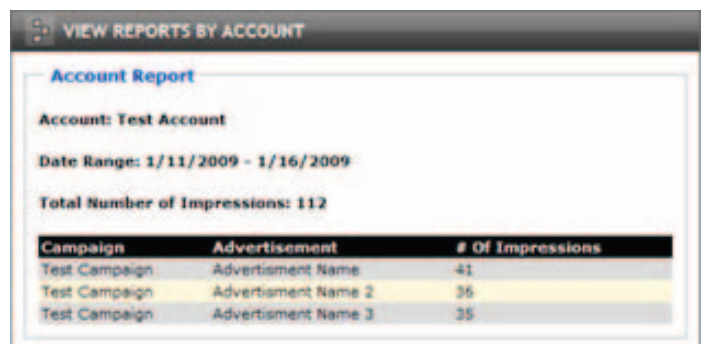 VIEW REPORTS BY ACCOUNT
Account Report
Account: Test Account
Date Range: 1/11/2009 - 1/16/2009
Total Number of Impressions: 112
Campaign Advertisement # Of Impressions
Test Campaign Advertisment Name 41
Test Campaign Advertisment Name 2 36
Test Campaign Advertisment Name 3 35